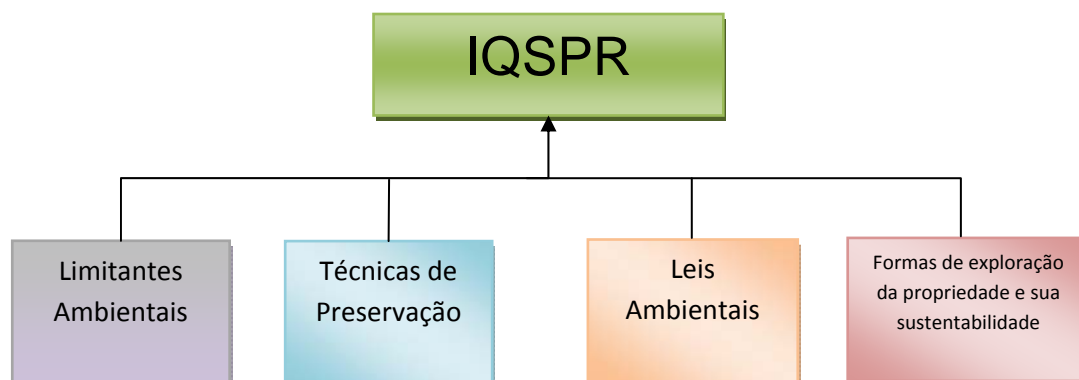 IQSPR
Limitantes
Ambientais
Técnicas de
Preservação
Leis
Ambientais
Formas de exploração
da propriedade e sua
sustentabilidade